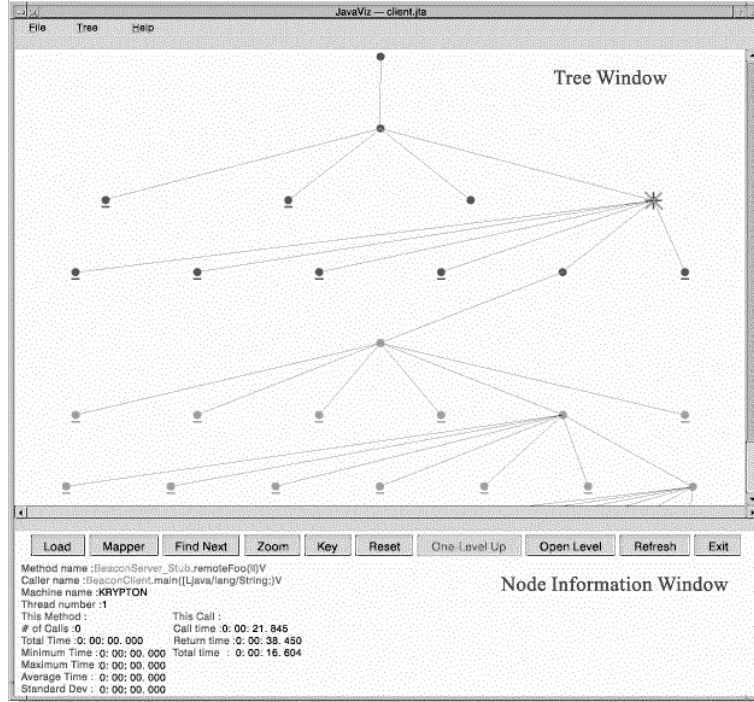 JavaViz — client.jta
File Tree Help
Tree Window
Load Mapper Find Next Zoom Key Reset One-Level Up Open Level Refresh Exit
Method name :BeaconServer_Stub.remoteFoo(II)V
Caller name :BeaconClient.main([Ljava/lang/String;)V
Node Information Window
Machine name :KRYPTON
Thread number :1
This Method : This Call :
# of Calls :0 Call time :0: 00: 21. 845
Total Time :0: 00: 00. 000 Return time :0: 00: 38. 450
Minimum Time :0: 00: 00. 000 Total time : 0: 00: 16. 604
Maximum Time :0: 00: 00. 000
Average Time : 0: 00: 00. 000
Standard Dev : 0: 00: 00. 000